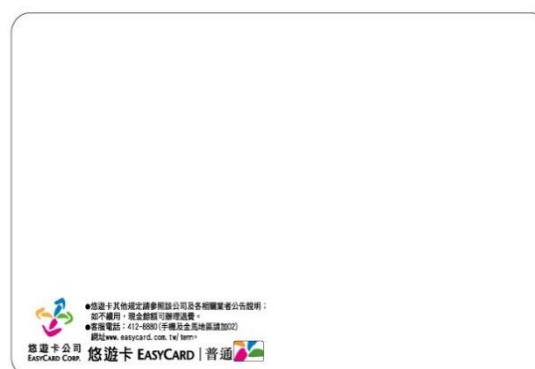 ●悠遊卡其他規定請參照該公司及各相關業者公告說明；
如不續用，現金餘額可辦理退費。
●客服電話：412-8880(手機及金馬地區請加02)
網址www.easycard.com.tw/term。
悠遊卡公司
EASYCARD CORP.
悠遊卡 EASYCARD | 普通